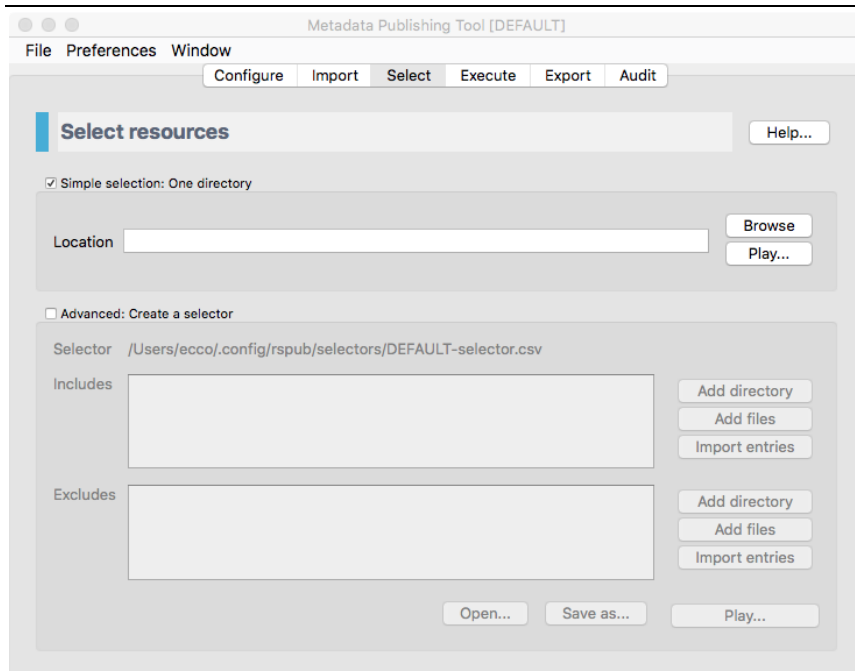 Metadata Publishing Tool [DEFAULT]
File Preferences Window
Configure Import Select Execute Export Audit
Select resources
Help...
Simple selection: One directory
Browse
Location
Play...
Advanced: Create a selector
Selector /Users/ecco/.config/rspub/selectors/DEFAULT-selector.csv
Includes
Add directory
Add files
Import entries
Excludes
Add directory
Add files
Import entries
Open... Save as... Play...